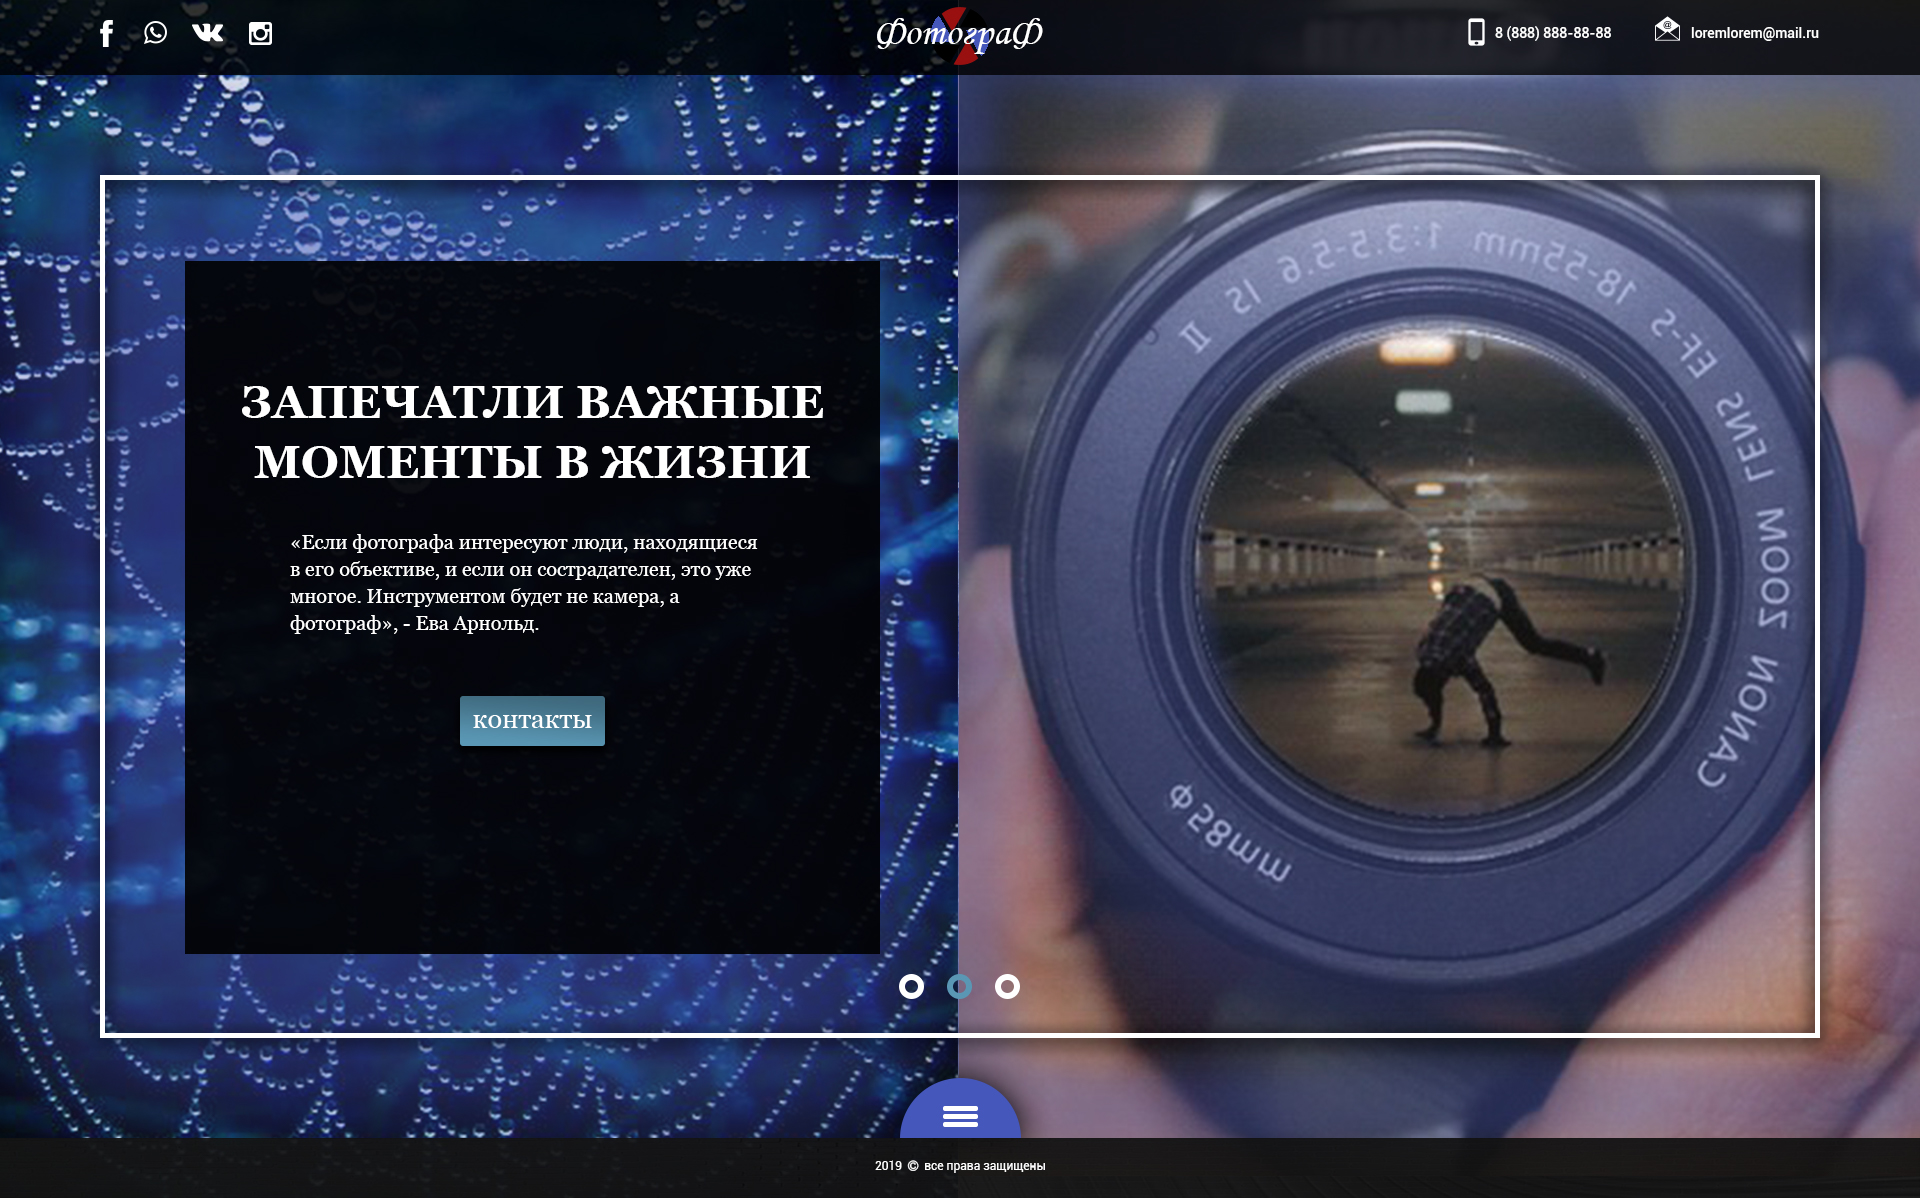 ФотограФ
8 (888) 888-88-88
loremlorem@mail.ru
ЗАПЕЧАТЛИ ВАЖНЫЕ
МОМЕНТЫ В ЖИЗНИ
«Если фотографа интересуют люди, находящиеся
в его объективе, и если он сострадателен, это уже
многое. Инструментом будет не камера, а
фотограф», - Ева Арнольд.
контакты
CANON ZOOM LENS EF-S 18-55mm 1:3.5-5.6 IS II
Ф58mm
2019 © все права защищены